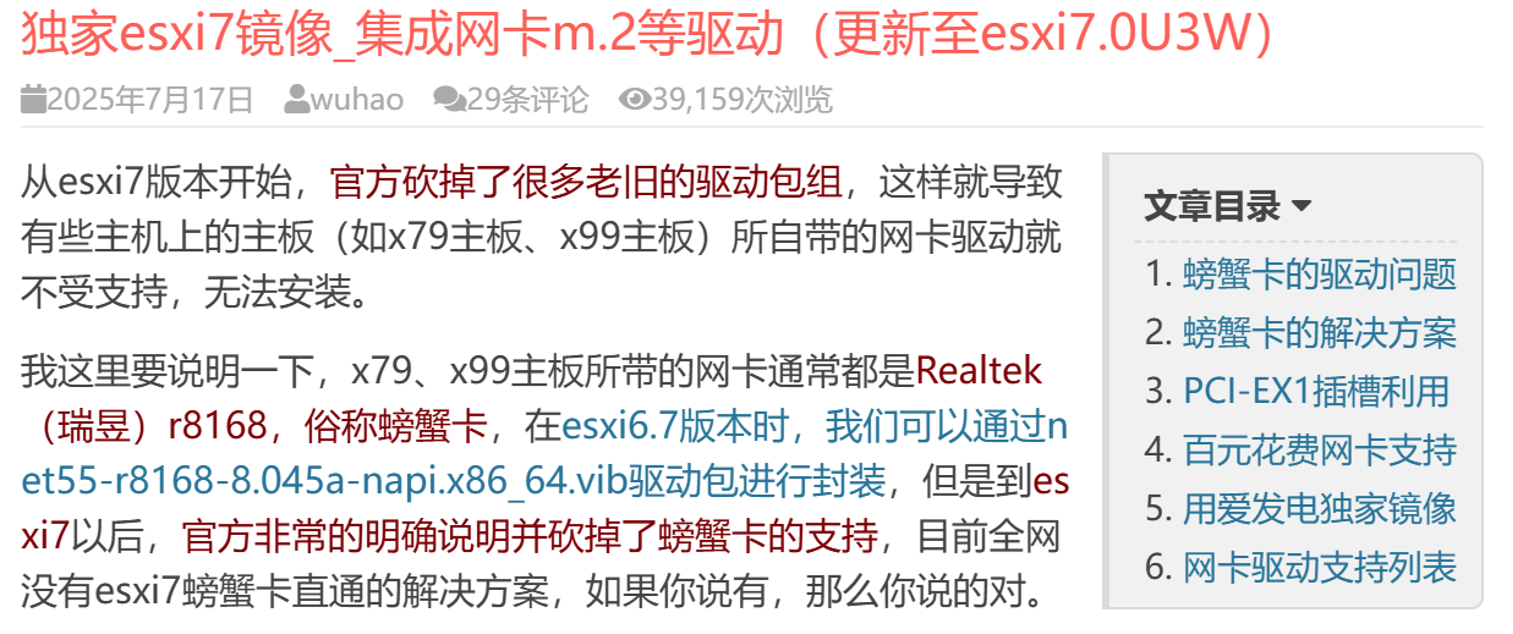 独家esxi7镜像_集成网卡m.2等驱动（更新至esxi7.0U3W）
2025年7月17日 wuhao 29条评论 39,159次浏览
从esxi7版本开始，官方砍掉了很多老旧的驱动包组，这样就导致
有些主机上的主板（如x79主板、x99主板）所自带的网卡驱动就
不受支持，无法安装。
我这里要说明一下，x79、x99主板所带的网卡通常都是Realtek
（瑞昱）r8168，俗称螃蟹卡，在esxi6.7版本时，我们可以通过n
et55-r8168-8.045a-napi.x86_64.vib驱动包进行封装，但是到es
xi7以后，官方非常的明确说明并砍掉了螃蟹卡的支持，目前全网
没有esxi7螃蟹卡直通的解决方案，如果你说有，那么你说的对。
文章目录
1. 螃蟹卡的驱动问题
2. 螃蟹卡的解决方案
3. PCI-EX1插槽利用
4. 百元花费网卡支持
5. 用爱发电独家镜像
6. 网卡驱动支持列表